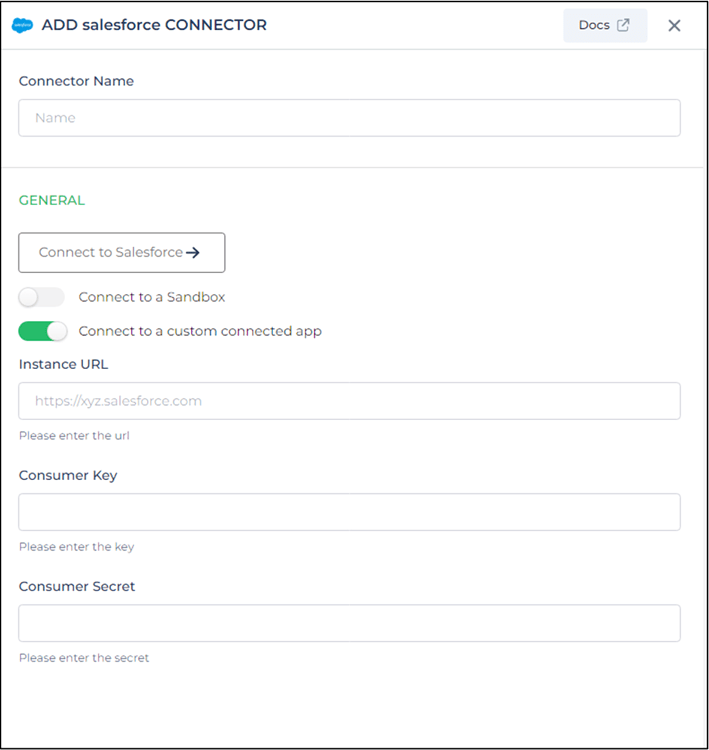 salesforce
ADD salesforce CONNECTOR
Docs
Connector Name
Name
GENERAL
Connect to Salesforce
Connect to a Sandbox
Connect to a custom connected app
Instance URL
https://xyz.salesforce.com
Please enter the url
Consumer Key
Please enter the key
Consumer Secret
Please enter the secret